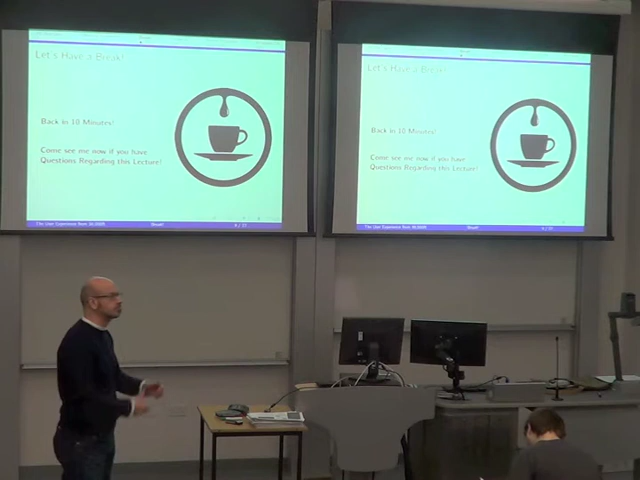 Let's Have a Break!
Back in 10 Minutes!
Come see me now if you have
Questions Regarding this Lecture!
Let's Have a Break!
Back in 10 Minutes!
Come see me now if you have
Questions Regarding this Lecture!